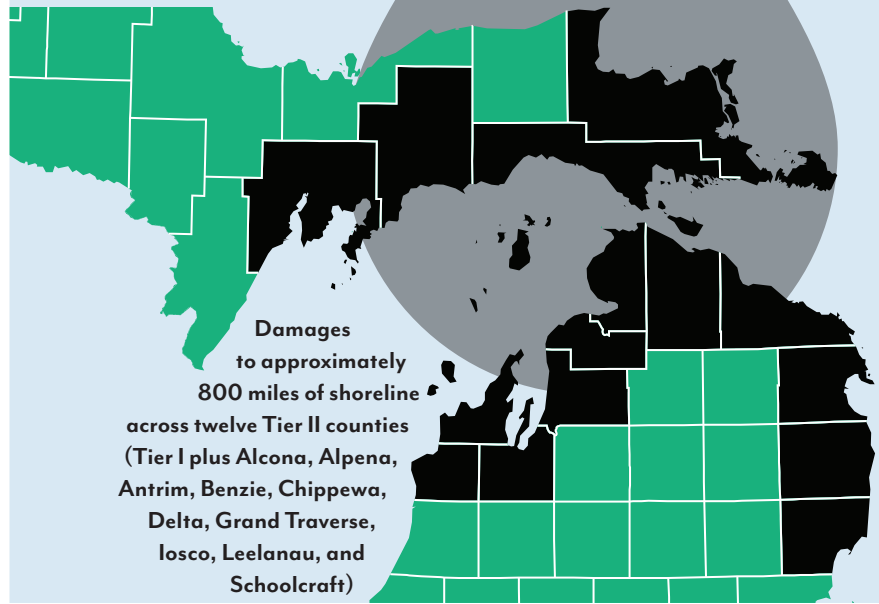 Damages
to approximately
800 miles of shoreline
across twelve Tier II counties
(Tier I plus Alcona, Alpena,
Antrim, Benzie, Chippewa,
Delta, Grand Traverse,
Iosco, Leelanau, and
Schoolcraft)